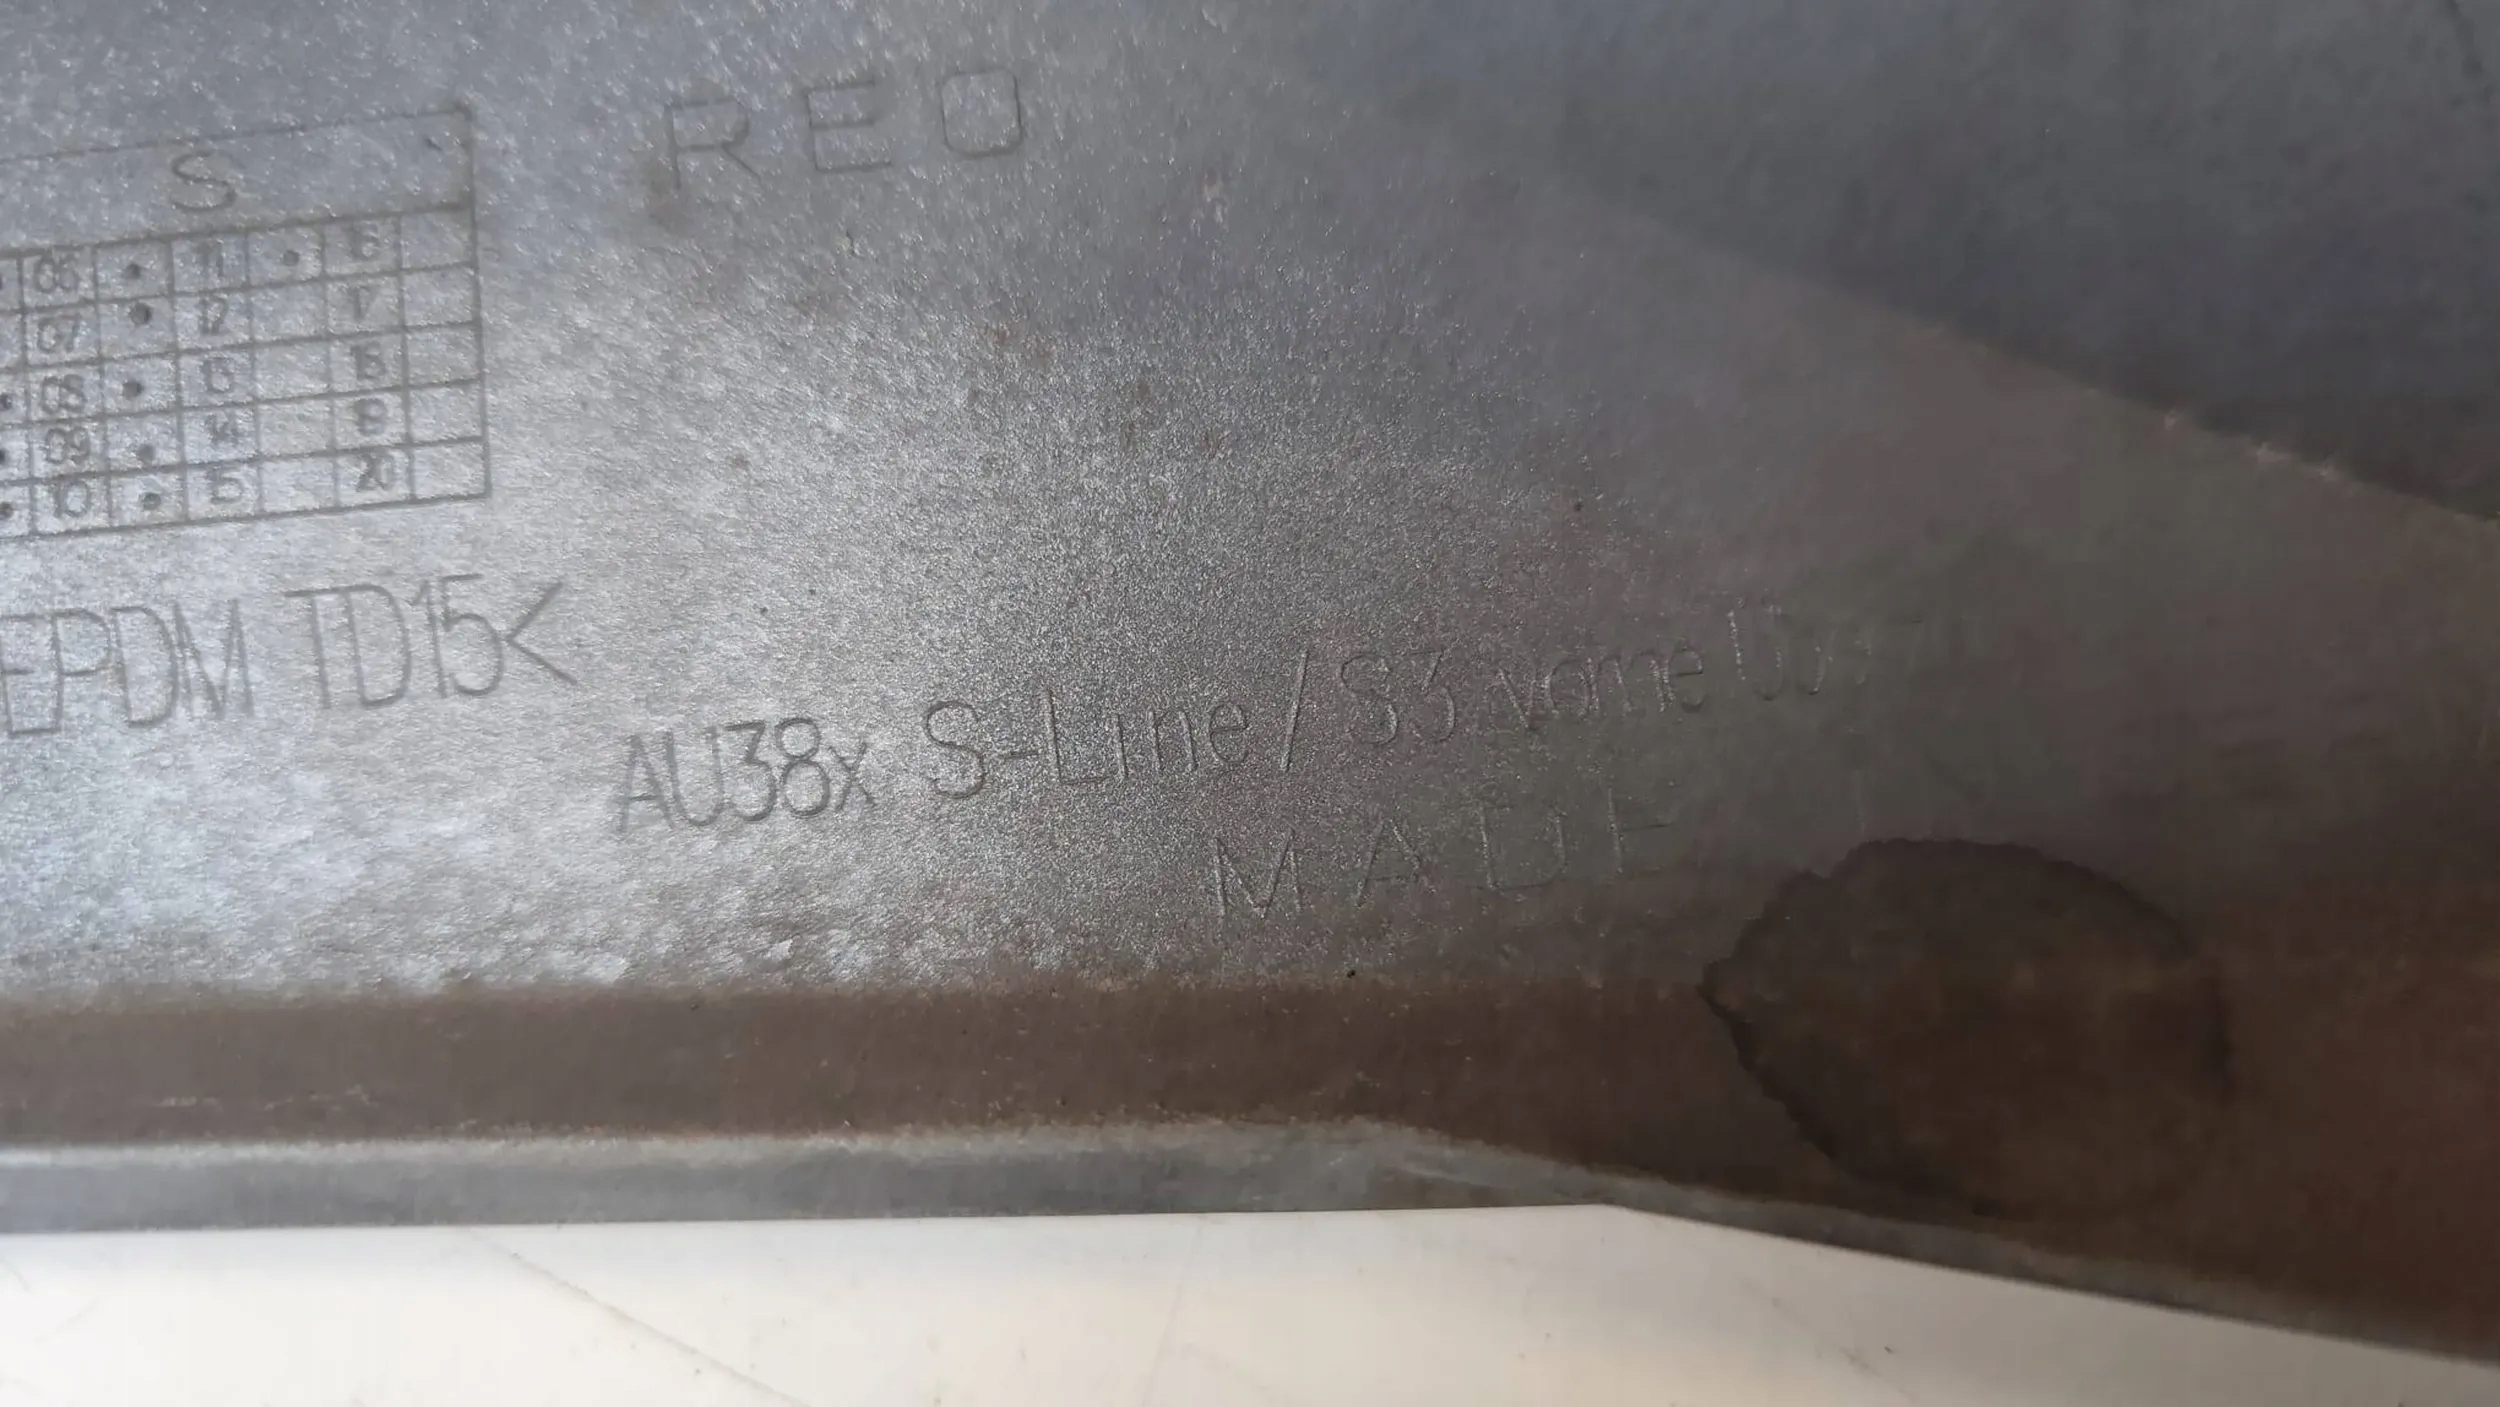 REO
S
06 11 16
07 12 17
08 13 18
09 14 19
10 15 20
EPDM TD15<
AU38x S-Line/S3 vorne
MADE